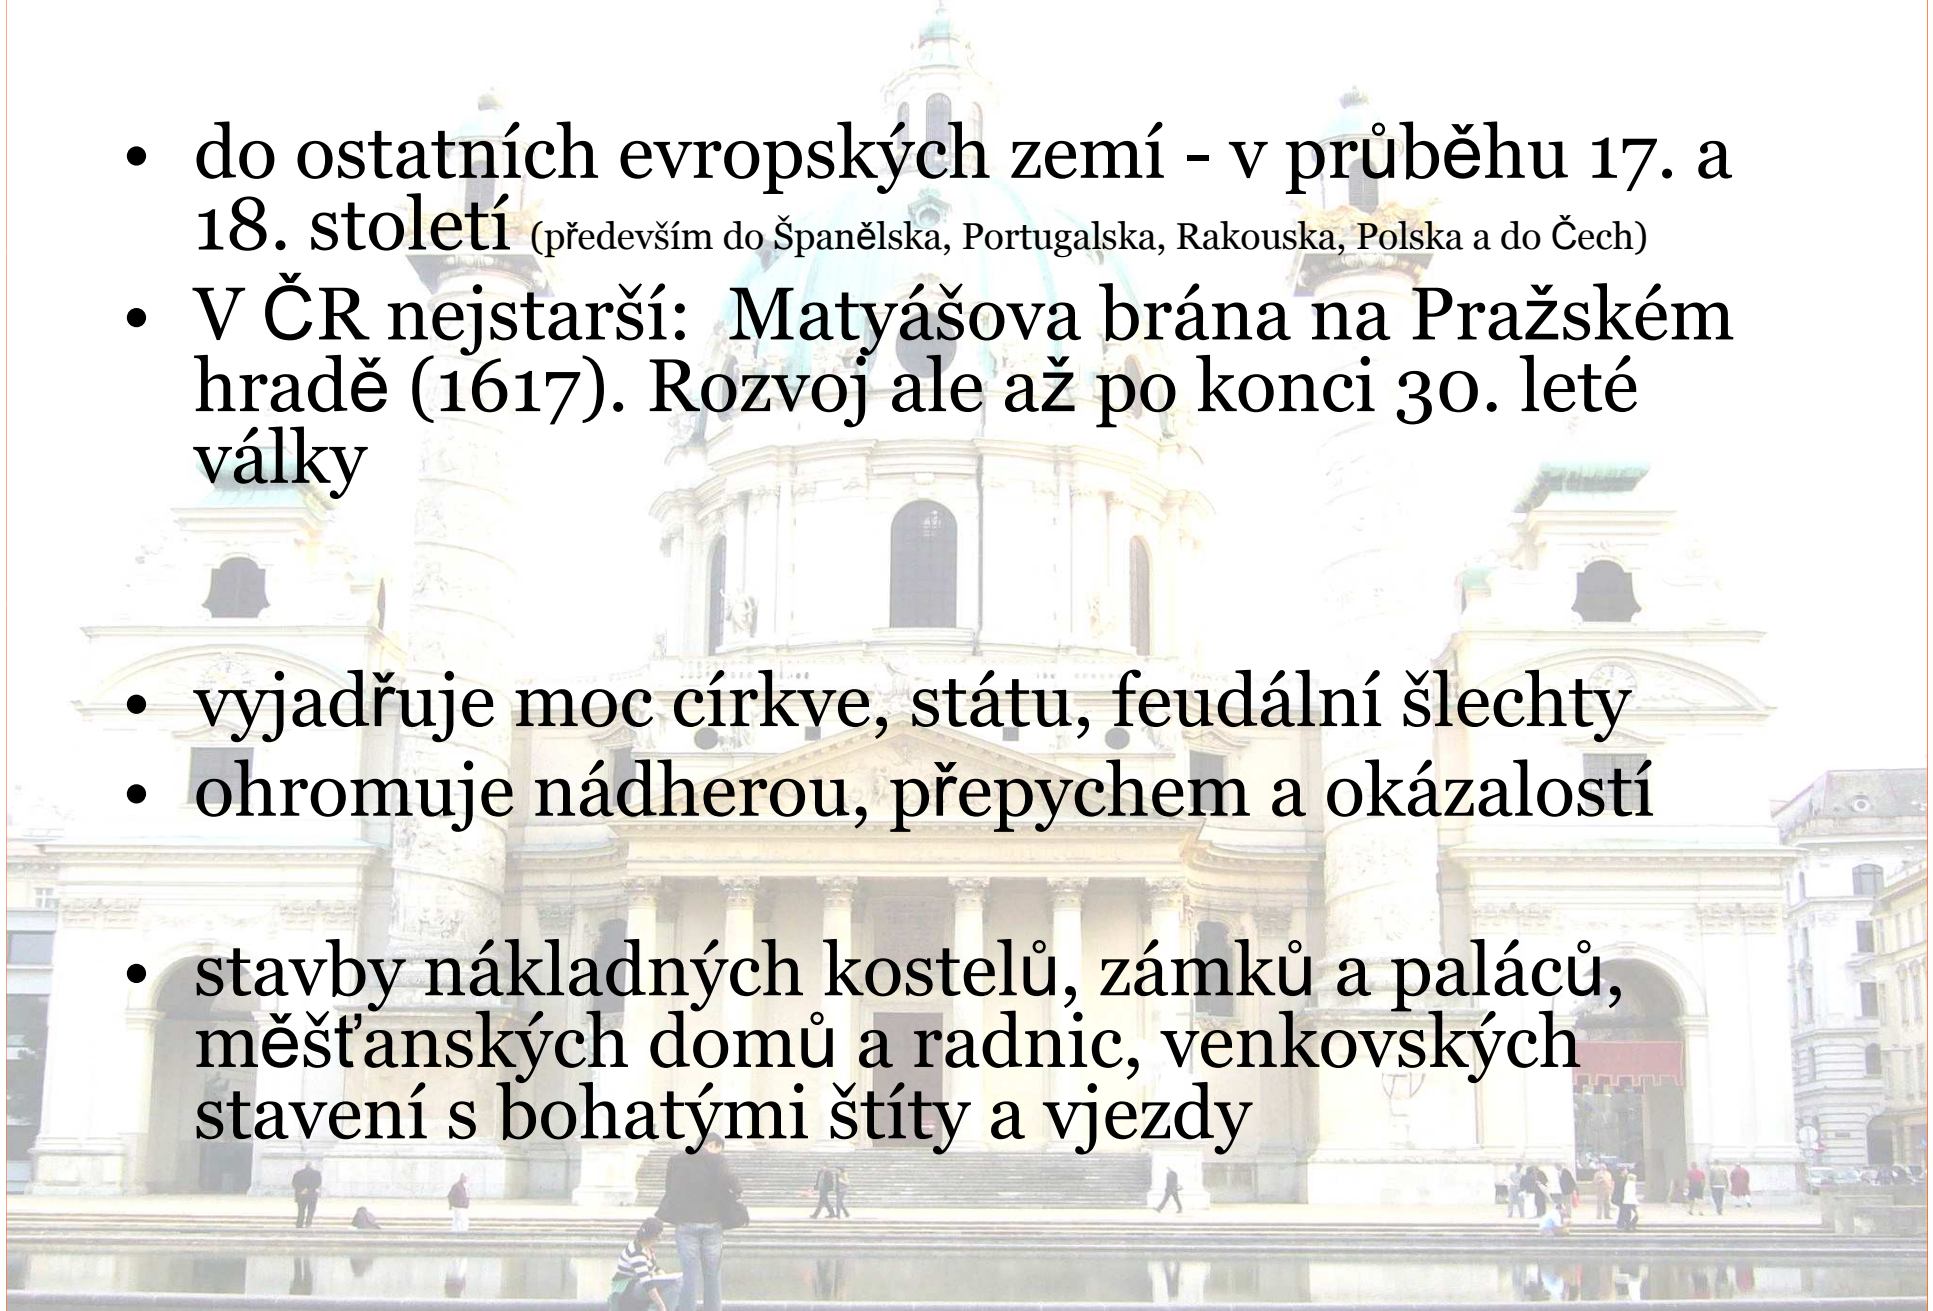 • do ostatních evropských zemí - v průběhu 17. a
18. století (především do Španělska, Portugalska, Rakouska, Polska a do Čech)
• V ČR nejstarší:  Matyášova brána na Pražském
hradě (1617). Rozvoj ale až po konci 30. leté
války
• vyjadřuje moc církve, státu, feudální šlechty
• ohromuje nádherou, přepychem a okázalostí
• stavby nákladných kostelů, zámků a paláců,
měšťanských domů a radnic, venkovských
stavení s bohatými štíty a vjezdy